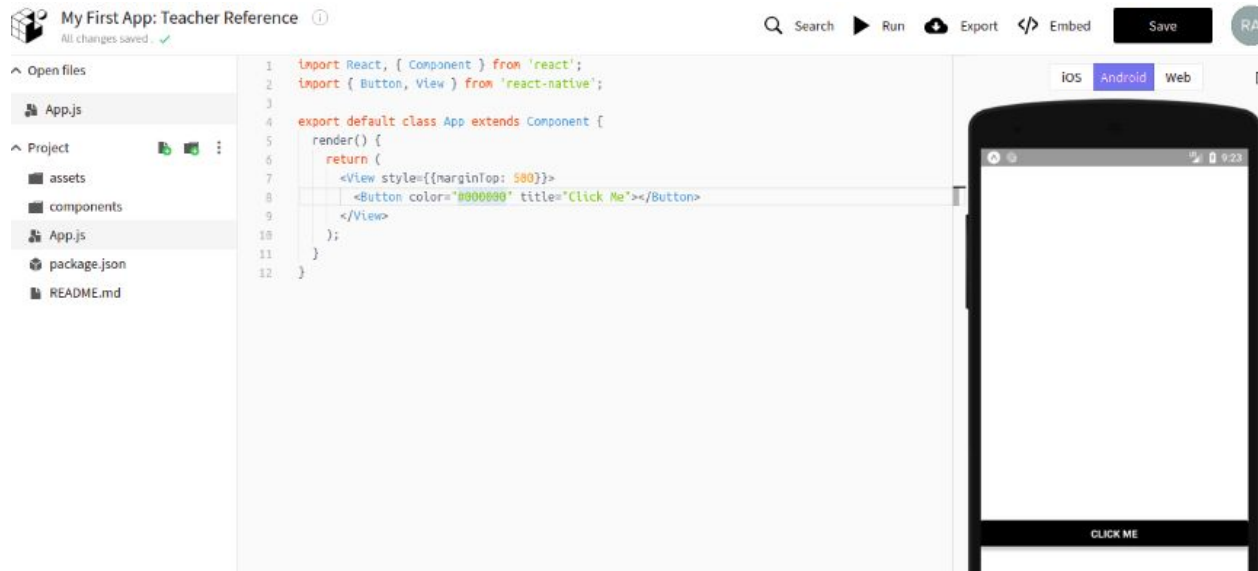 My First App: Teacher Reference
All changes saved.
Search
Run
Export
Embed
Save
RA
Open files
App.js
Project
assets
components
App.js
package.json
README.md
1 import React, { Component } from 'react';
2 import { Button, View } from 'react-native';
3
4 export default class App extends Component {
5 render() {
6 return (
7 <View style={{marginTop: 500}}>
8 <Button color="#000000" title="Click Me"></Button>
9 </View>
10 );
11 }
12 }
iOS Android Web
9:23
CLICK ME